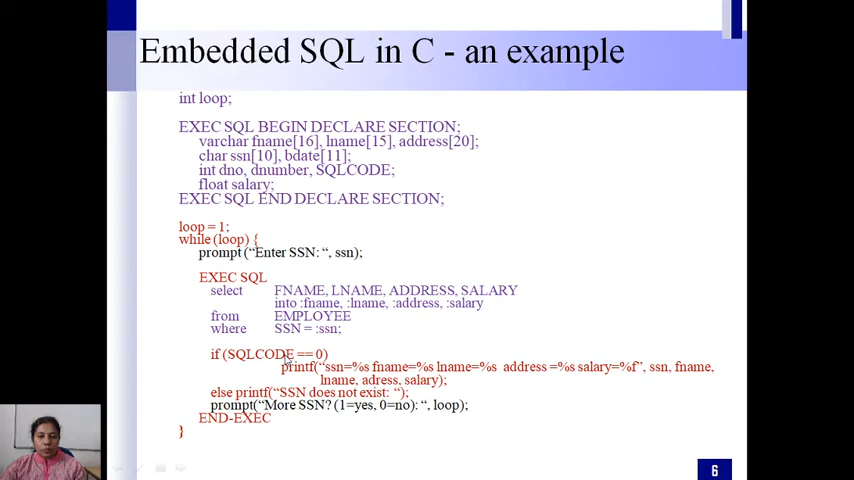 Embedded SQL in C - an example
int loop;
EXEC SQL BEGIN DECLARE SECTION;
varchar fname[16], lname[15], address[20];
char ssn[10], bdate[11];
int dno, dnumber, SQLCODE;
float salary;
EXEC SQL END DECLARE SECTION;
loop = 1;
while (loop) {
prompt (“Enter SSN: “, ssn);
EXEC SQL
select FNAME, LNAME, ADDRESS, SALARY
into :fname, :lname, :address, :salary
from EMPLOYEE
where SSN = :ssn;
if (SQLCODE == 0)
printf(“ssn=%s fname=%s lname=%s address =%s salary=%f”, ssn, fname,
lname, adress, salary);
else printf(“SSN does not exist: “);
prompt(“More SSN? (1=yes, 0=no): “, loop);
END-EXEC
}
6